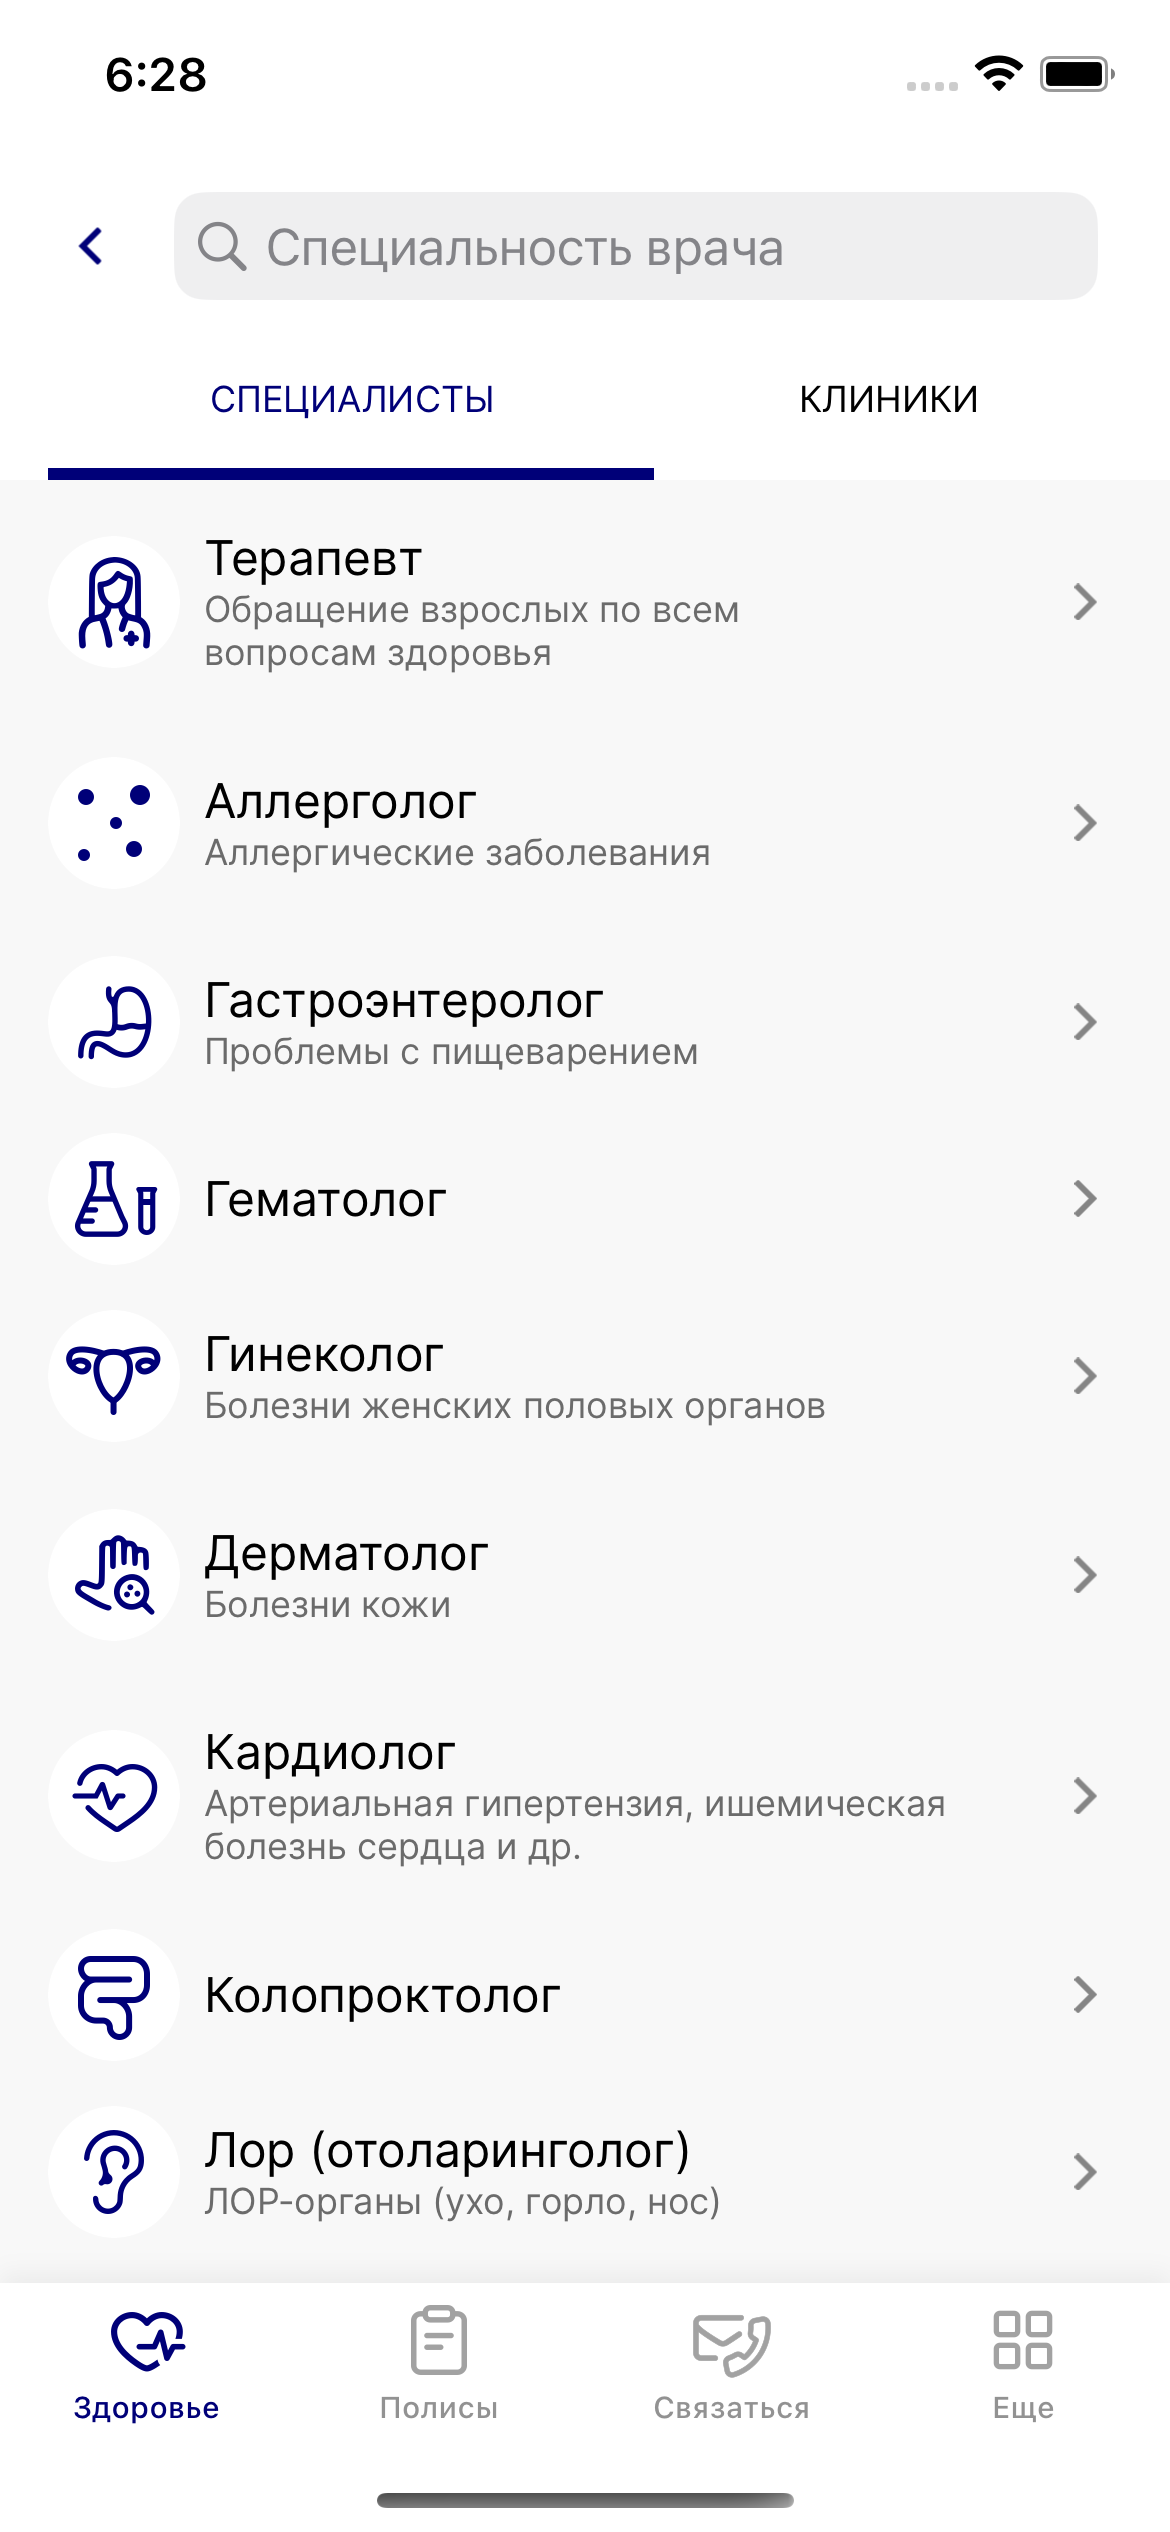 6:28
Специальность врача
СПЕЦИАЛИСТЫ
КЛИНИКИ
Терапевт
Обращение взрослых по всем
вопросам здоровья
Аллерголог
Аллергические заболевания
Гастроэнтеролог
Проблемы с пищеварением
Гематолог
Гинеколог
Болезни женских половых органов
Дерматолог
Болезни кожи
Кардиолог
Артериальная гипертензия, ишемическая
болезнь сердца и др.
Колопроктолог
Лор (отоларинголог)
ЛОР-органы (ухо, горло, нос)
Здоровье
Полисы
Связаться
Еще